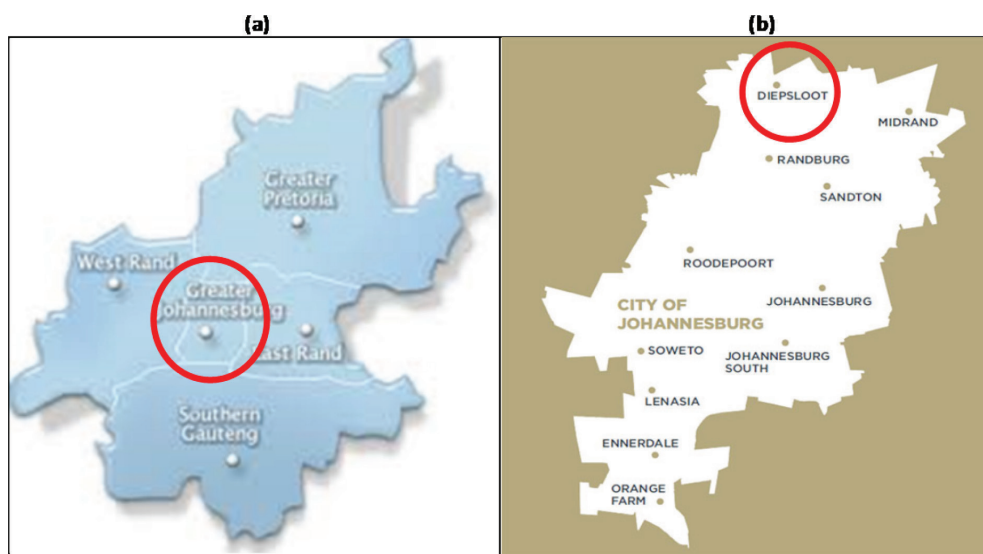 (a)
(b)
Greater
Pretoria
West Rand
Greater
Johannesburg
East Rand
Southern
Gauteng
DIEPSLOOT
MIDRAND
RANDBURG
SANDTON
ROODEPOORT
JOHANNESBURG
CITY OF
JOHANNESBURG
SOWETO
JOHANNESBURG
SOUTH
LENASIA
ENNERDALE
ORANGE
FARM